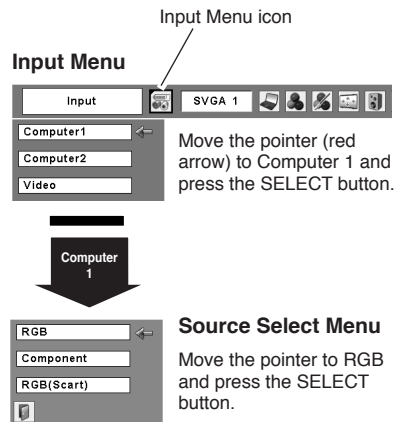 Input Menu icon
Input Menu
Input
SVGA 1
Computer1
Computer2
Video
Move the pointer (red
arrow) to Computer 1 and
press the SELECT button.
Computer
1
RGB
Component
RGB(Scart)
Source Select Menu
Move the pointer to RGB
and press the SELECT
button.